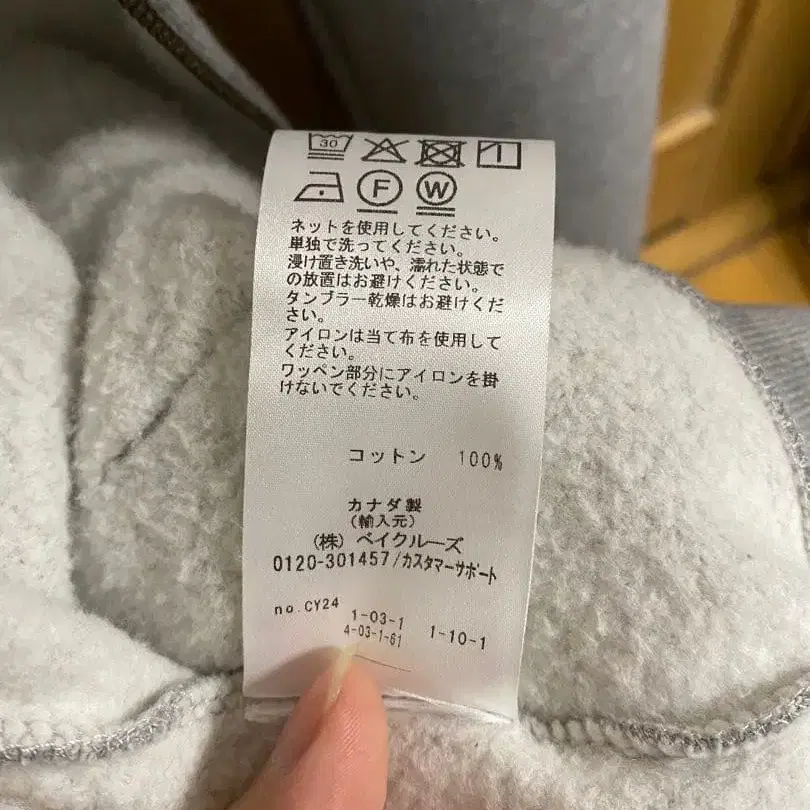 30
F W
ネットを使用してください。
単独で洗ってください。
浸け置き洗いや、濡れた状態で
の放置はお避けください。
タンブラー乾燥はお避けくだ
さい。
アイロンは当て布を使用して
ください。
ワッペン部分にアイロンを掛
けないでください。
コットン 100%
カナダ製
(輸入元)
(株) ベイクルーズ
0120-301457/カスタマーサポート
no.CY24
1-03-1
4-03-1-61
1-10-1